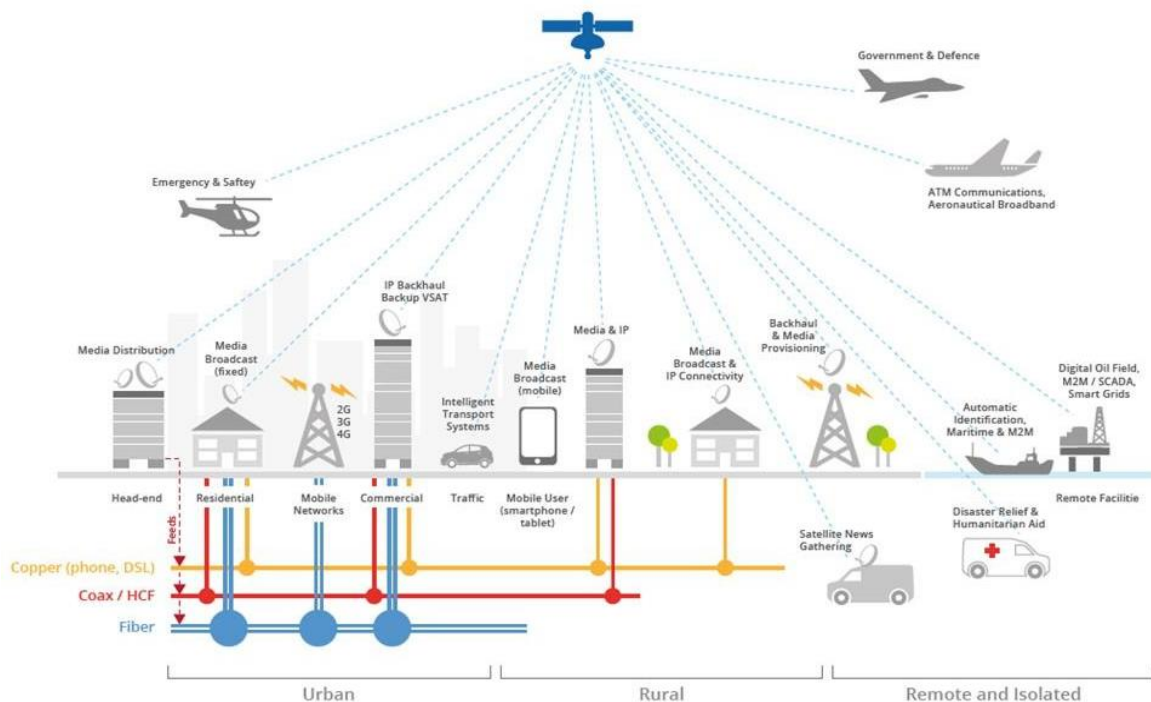 Government & Defence
ATM Communications,
Aeronautical Broadband
Emergency & Saftey
IP Backhaul
Backup VSAT
Media Distribution
Media
Broadcast
(fixed)
2G
3G
4G
Intelligent
Transport
Systems
Media
Broadcast
(mobile)
Media & IP
Media
Broadcast &
IP Connectivity
Backhaul
& Media
Provisioning
Automatic
Identification,
Maritime & M2M
Digital Oil Field,
M2M / SCADA,
Smart Grids
Head-end
Residential
Mobile
Networks
Commercial
Traffic
Mobile User
(smartphone /
tablet)
Remote Facilitie
Feeds
Satellite News
Gathering
Disaster Relief &
Humanitarian Aid
Copper (phone, DSL)
Coax / HCF
Fiber
Urban
Rural
Remote and Isolated